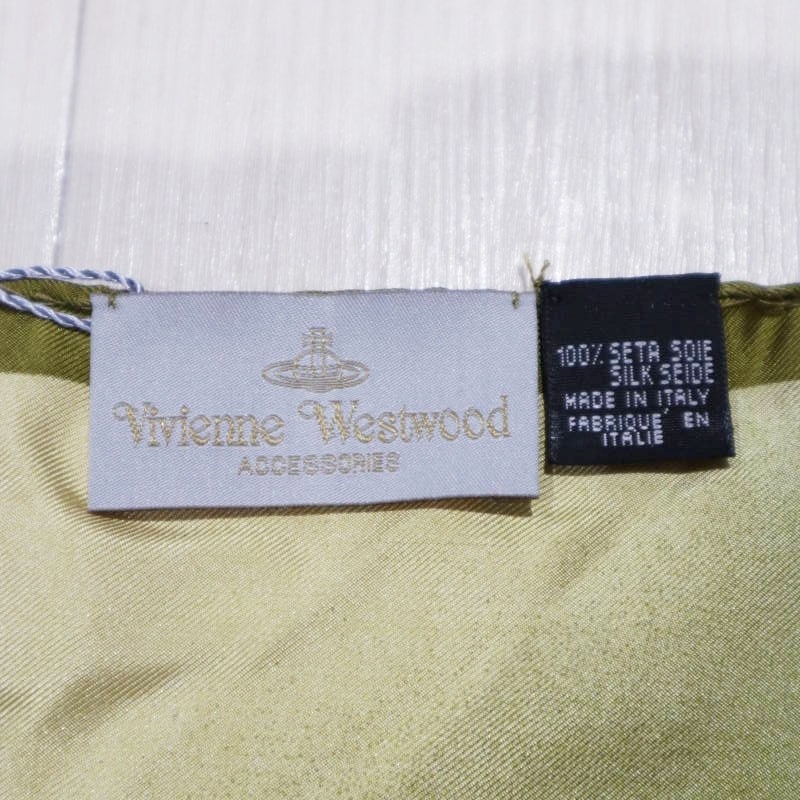 Vivienne Westwood
ACCESSORIES
100% SETA SOIE
SILK SEIDE
MADE IN ITALY
FABRIQUE' EN
ITALIE